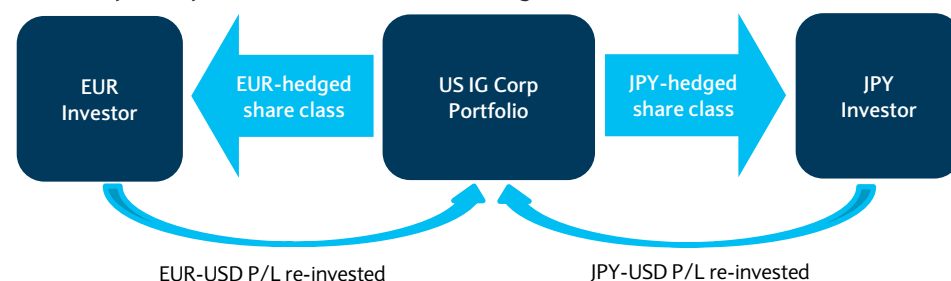 EUR
Investor
EUR-hedged
share class
US IG Corp
Portfolio
JPY-hedged
share class
JPY
Investor
EUR-USD P/L re-invested
JPY-USD P/L re-invested